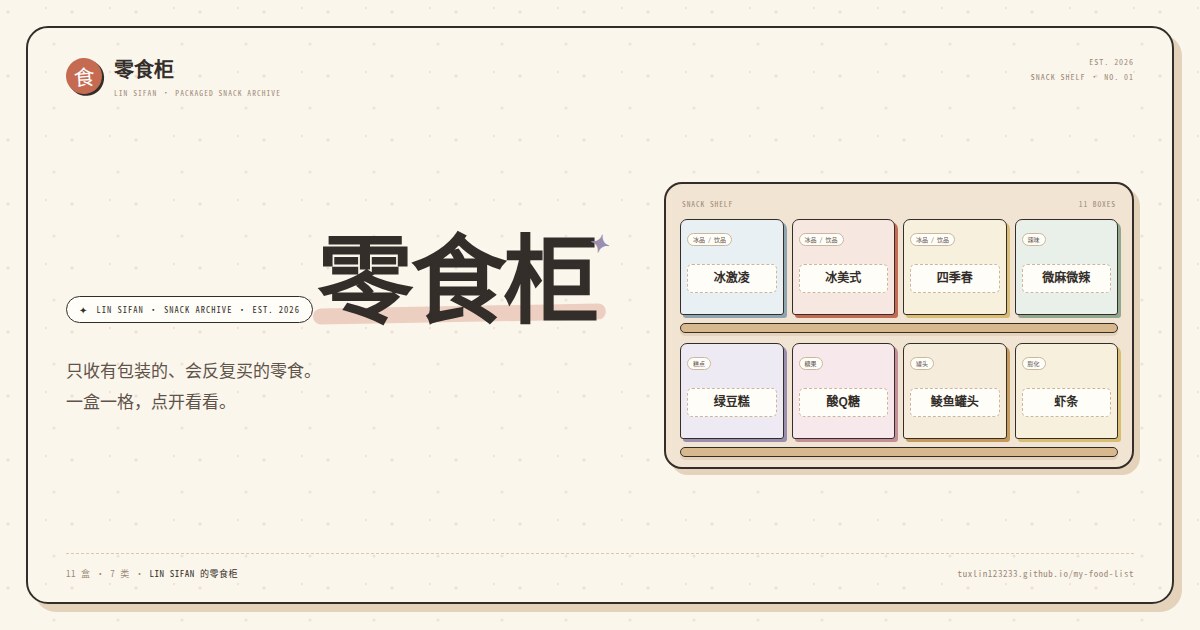 食
零食柜
LIN SIFAN · PACKAGED SNACK ARCHIVE
EST. 2026
SNACK SHELF · NO. 01
✦ LIN SIFAN · SNACK ARCHIVE · EST. 2026
零食柜
只收有包装的、会反复买的零食。
一盒一格，点开看看。
SNACK SHELF
11 BOXES
冰品 / 饮品
冰激凌
冰品 / 饮品
冰美式
冰品 / 饮品
四季春
辣味
微麻微辣
糕点
绿豆糕
糖果
酸Q糖
罐头
鲮鱼罐头
膨化
虾条
11 盒 · 7 类 · LIN SIFAN 的零食柜
tuxlin123233.github.io/my-food-list